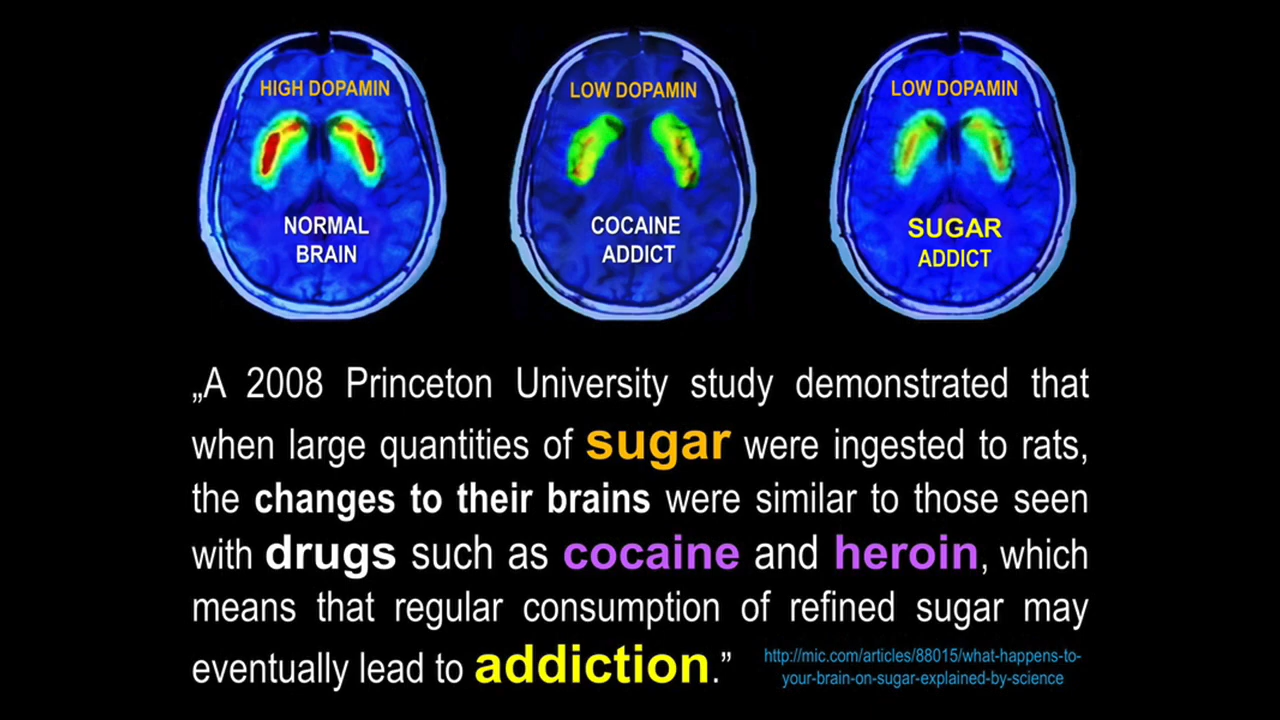 HIGH DOPAMIN
NORMAL
BRAIN
LOW DOPAMIN
COCAINE
ADDICT
LOW DOPAMIN
SUGAR
ADDICT
„A 2008 Princeton University study demonstrated that
when large quantities of sugar were ingested to rats,
the changes to their brains were similar to those seen
with drugs such as cocaine and heroin, which
means that regular consumption of refined sugar may
eventually lead to addiction.”
http://mic.com/articles/88015/what-happens-to-
your-brain-on-sugar-explained-by-science